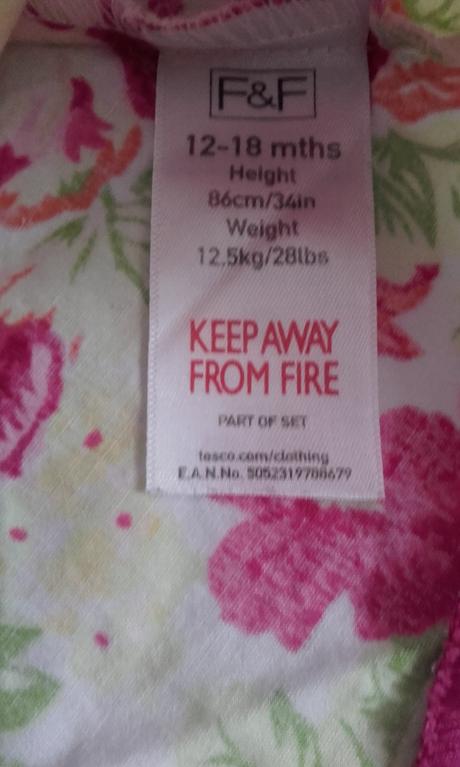 F&F
12-18 mths
Height
86cm/34in
Weight
12.5kg/28lbs
KEEP AWAY
FROM FIRE
PART OF SET
tesco.com/clothing
E.A.N.No. 5052319788679